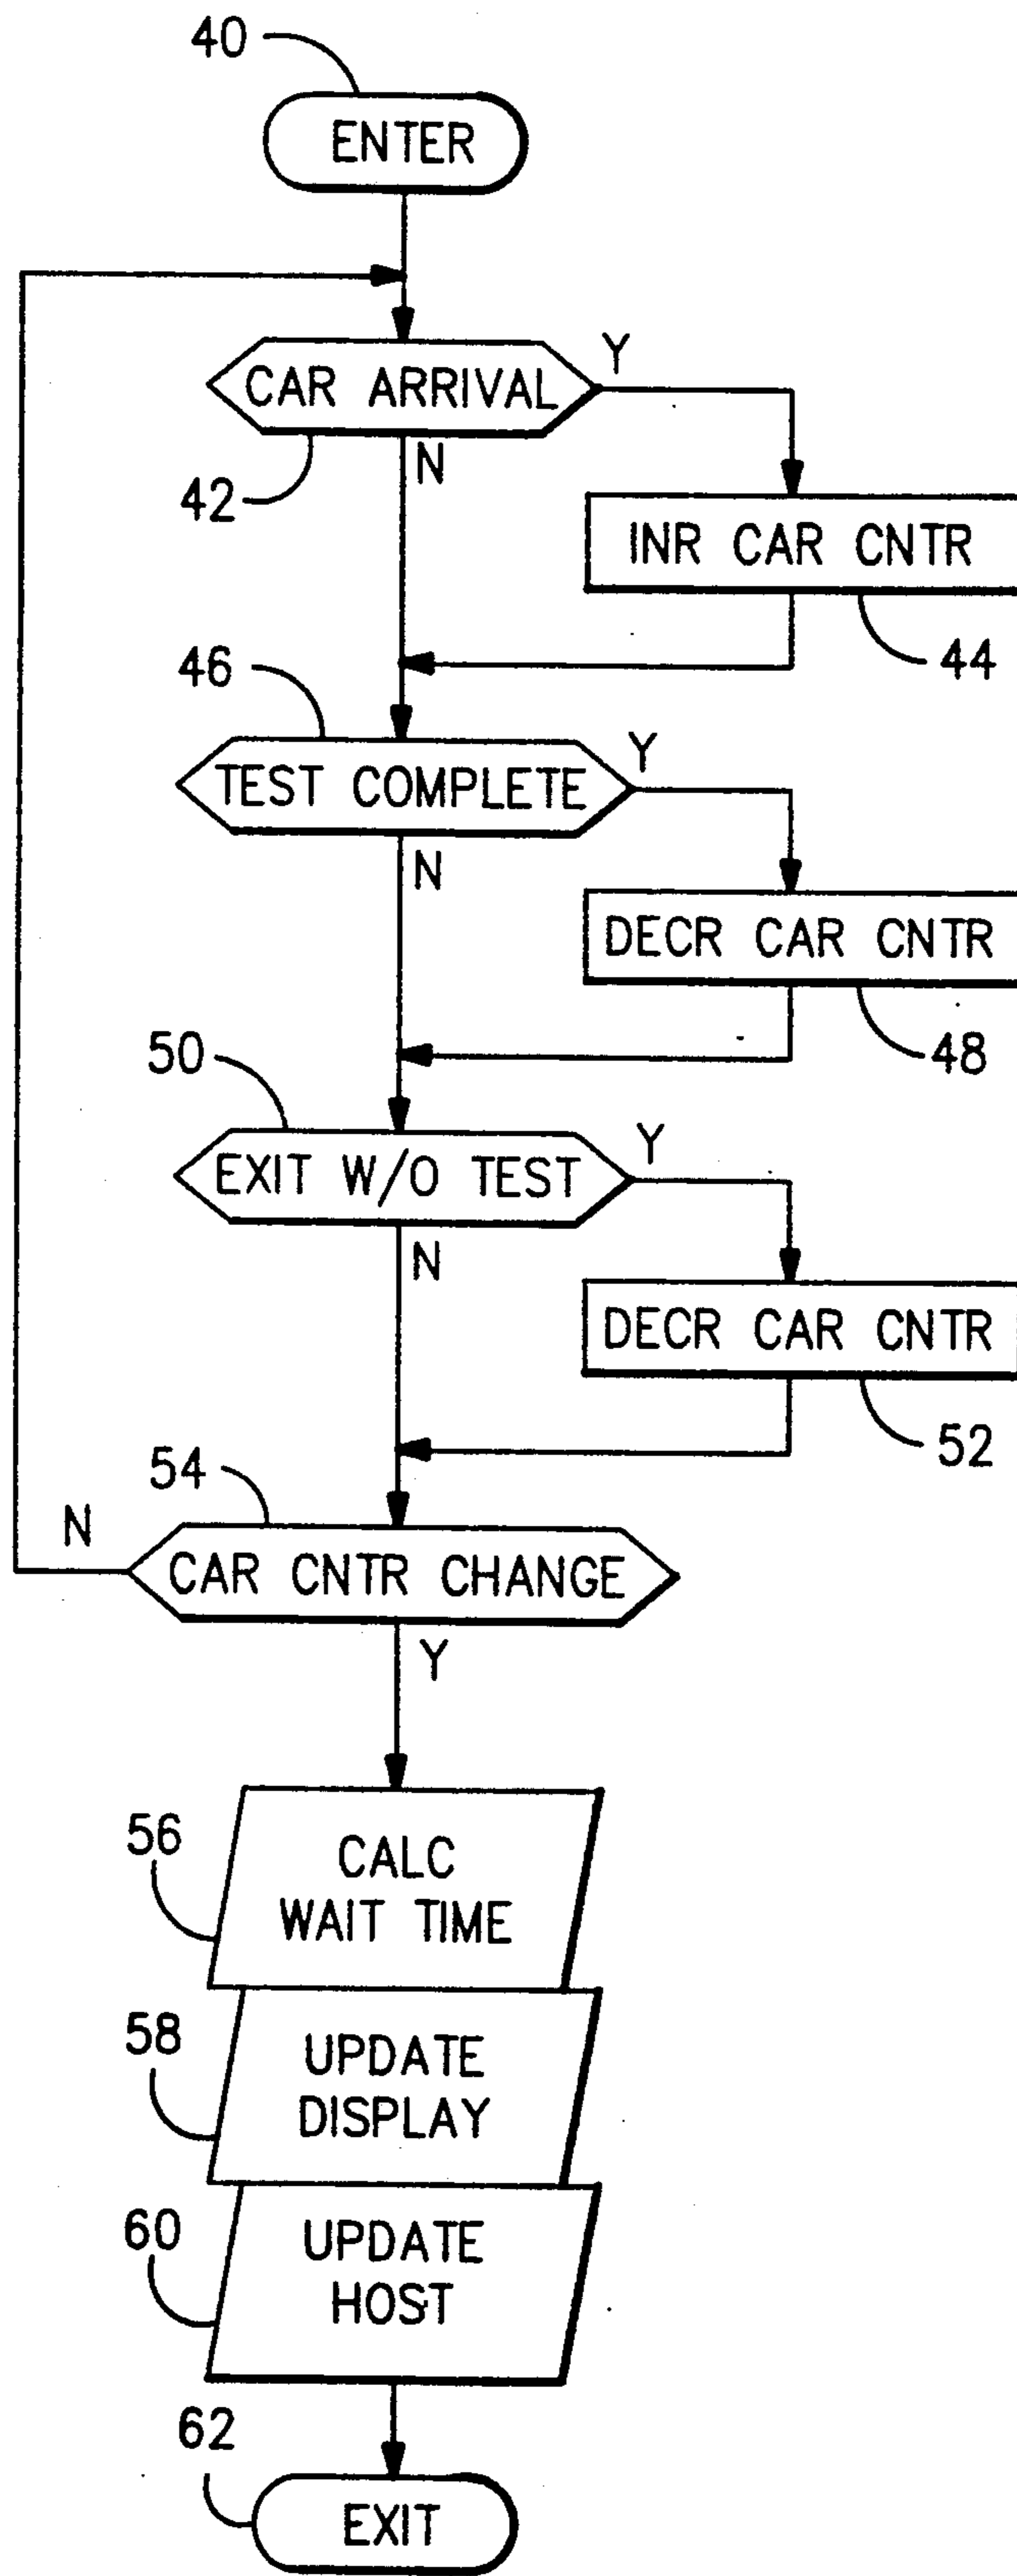 40
ENTER
CAR ARRIVAL
Y
N
42
INR CAR CNTR
44
46
TEST COMPLETE
Y
N
DECR CAR CNTR
48
50
EXIT W/O TEST
Y
N
DECR CAR CNTR
52
54
N
CAR CNTR CHANGE
Y
56
CALC
WAIT TIME
58
UPDATE
DISPLAY
60
UPDATE
HOST
62
EXIT